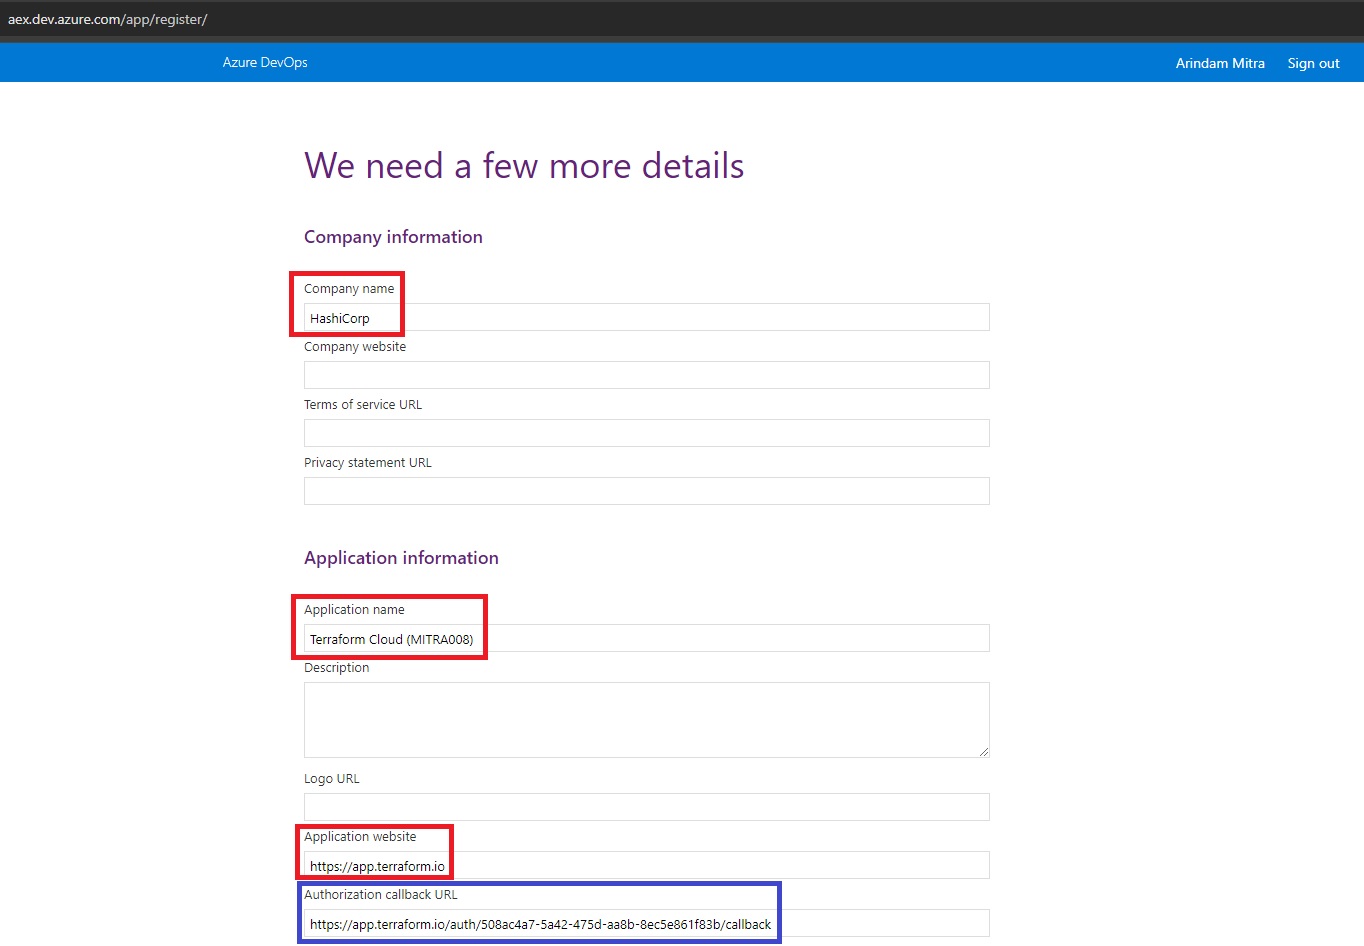 aex.dev.azure.com/app/register/
Azure DevOps
Arindam Mitra
Sign out
We need a few more details
Company information
Company name
HashiCorp
Company website
Terms of service URL
Privacy statement URL
Application information
Application name
Terraform Cloud (MITRA008)
Description
Logo URL
Application website
https://app.terraform.io
Authorization callback URL
https://app.terraform.io/auth/508ac4a7-5a42-475d-aa8b-8ec5e861f83b/callback